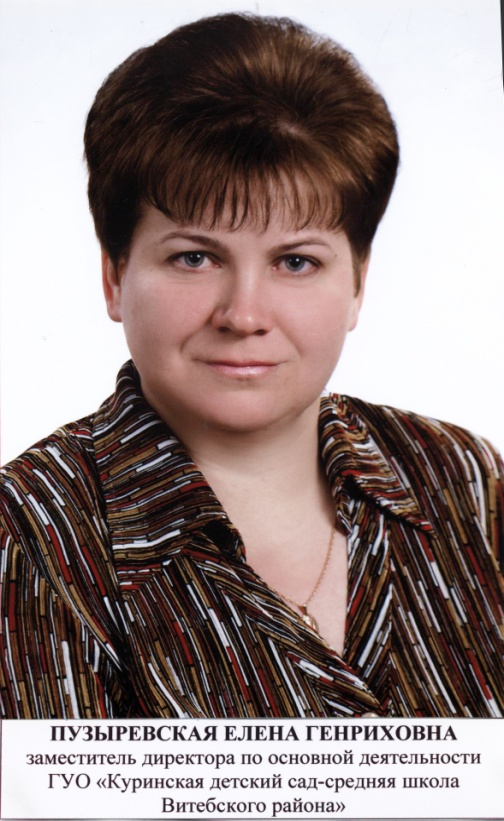 ПУЗЫРЕВСКАЯ ЕЛЕНА ГЕНРИХОВНА
заместитель директора по основной деятельности
ГУО «Куринская детский сад-средняя школа
Витебского района»